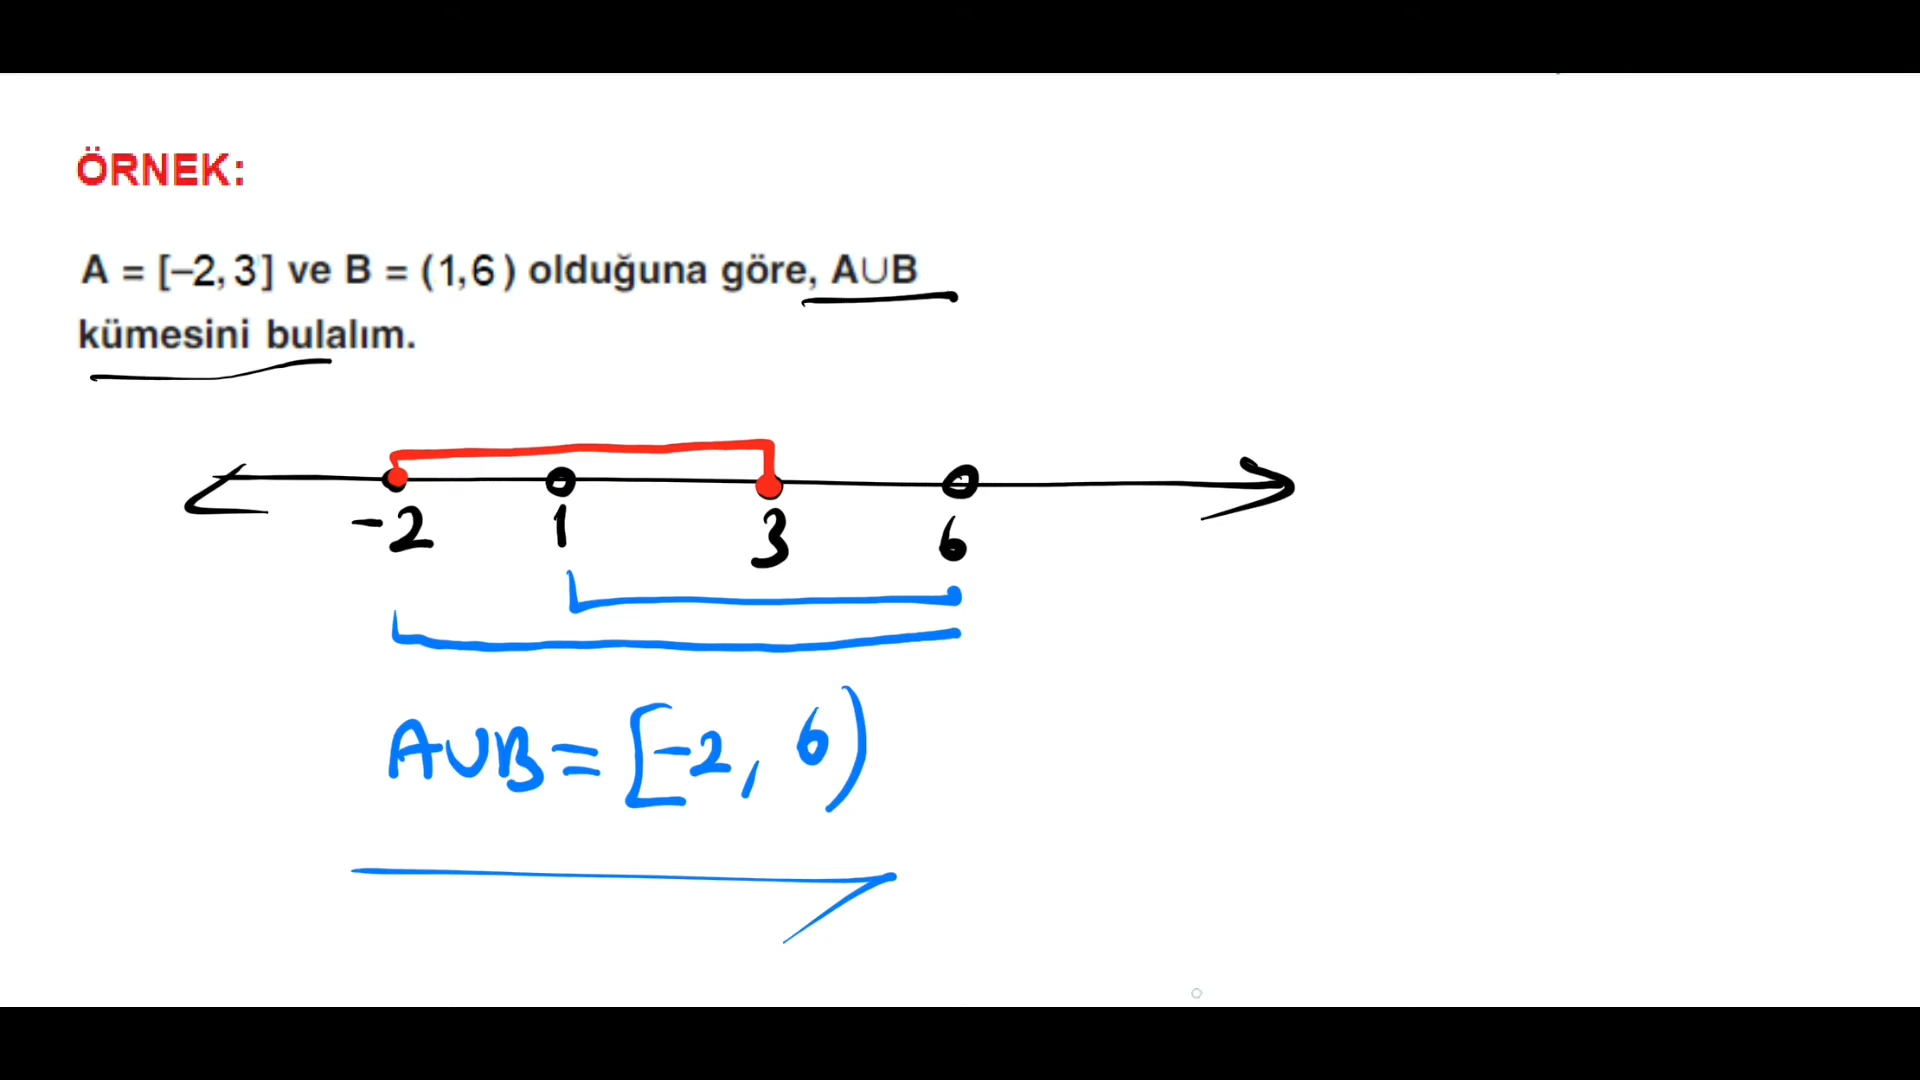 ÖRNEK:
A = [–2, 3] ve B = (1,6) olduğuna göre, A∪B
kümesini bulalım.
-2 1 3 6
A∪B = [-2, 6)